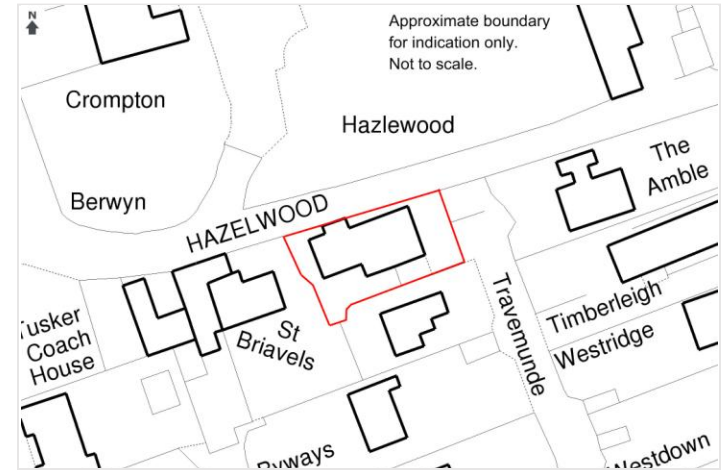 N
Approximate boundary
for indication only.
Not to scale.
Crompton
Hazlewood
The
Amble
Berwyn
HAZELWOOD
Tusker
Coach
House
St
Briavels
Travemunde
Timberleigh
Westridge
Byways
Westdown